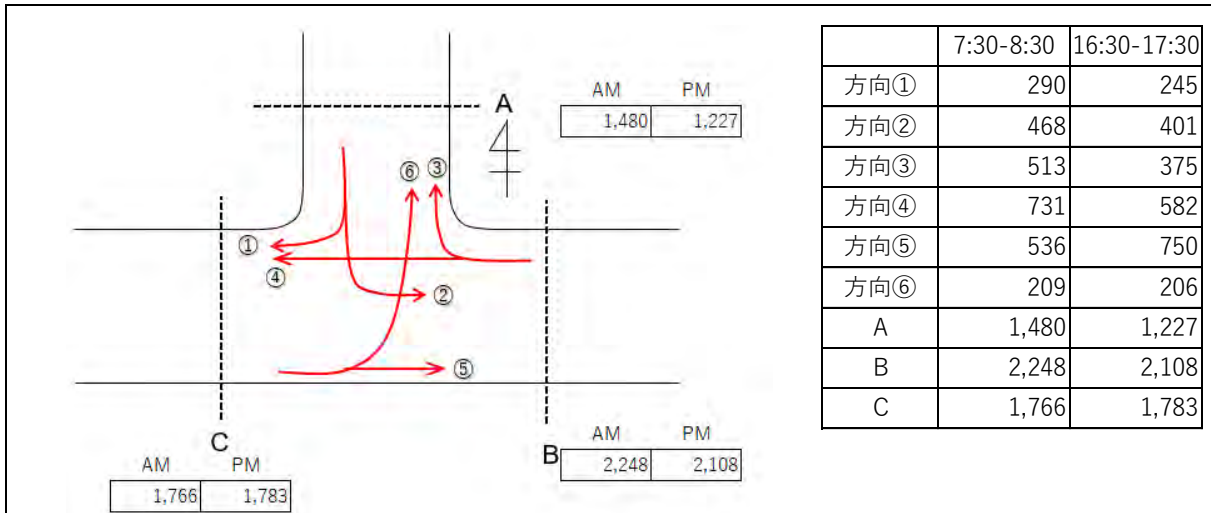 AM PM
A
1,480 1,227
⑥ ③
①
④
②
⑤
C
AM PM
1,766 1,783
B
AM PM
2,248 2,108
7:30-8:30 16:30-17:30
方向① 290 245
方向② 468 401
方向③ 513 375
方向④ 731 582
方向⑤ 536 750
方向⑥ 209 206
A 1,480 1,227
B 2,248 2,108
C 1,766 1,783